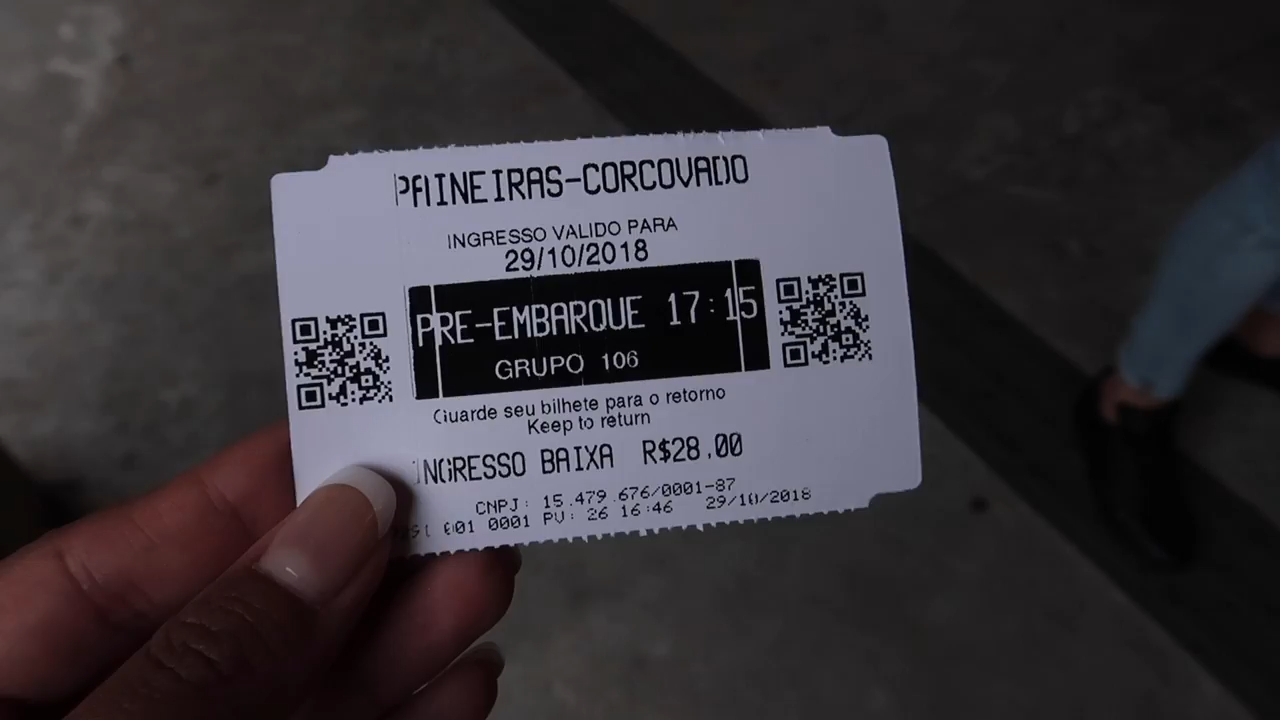 PAINEIRAS-CORCOVADO
INGRESSO VALIDO PARA
29/10/2018
PRE-EMBARQUE 17:15
GRUPO 106
Guarde seu bilhete para o retorno
Keep to return
INGRESSO BAIXA R$28,00
CNPJ: 15.479.676/0001-87
001 0001 PV: 26 16:46 29/10/2018